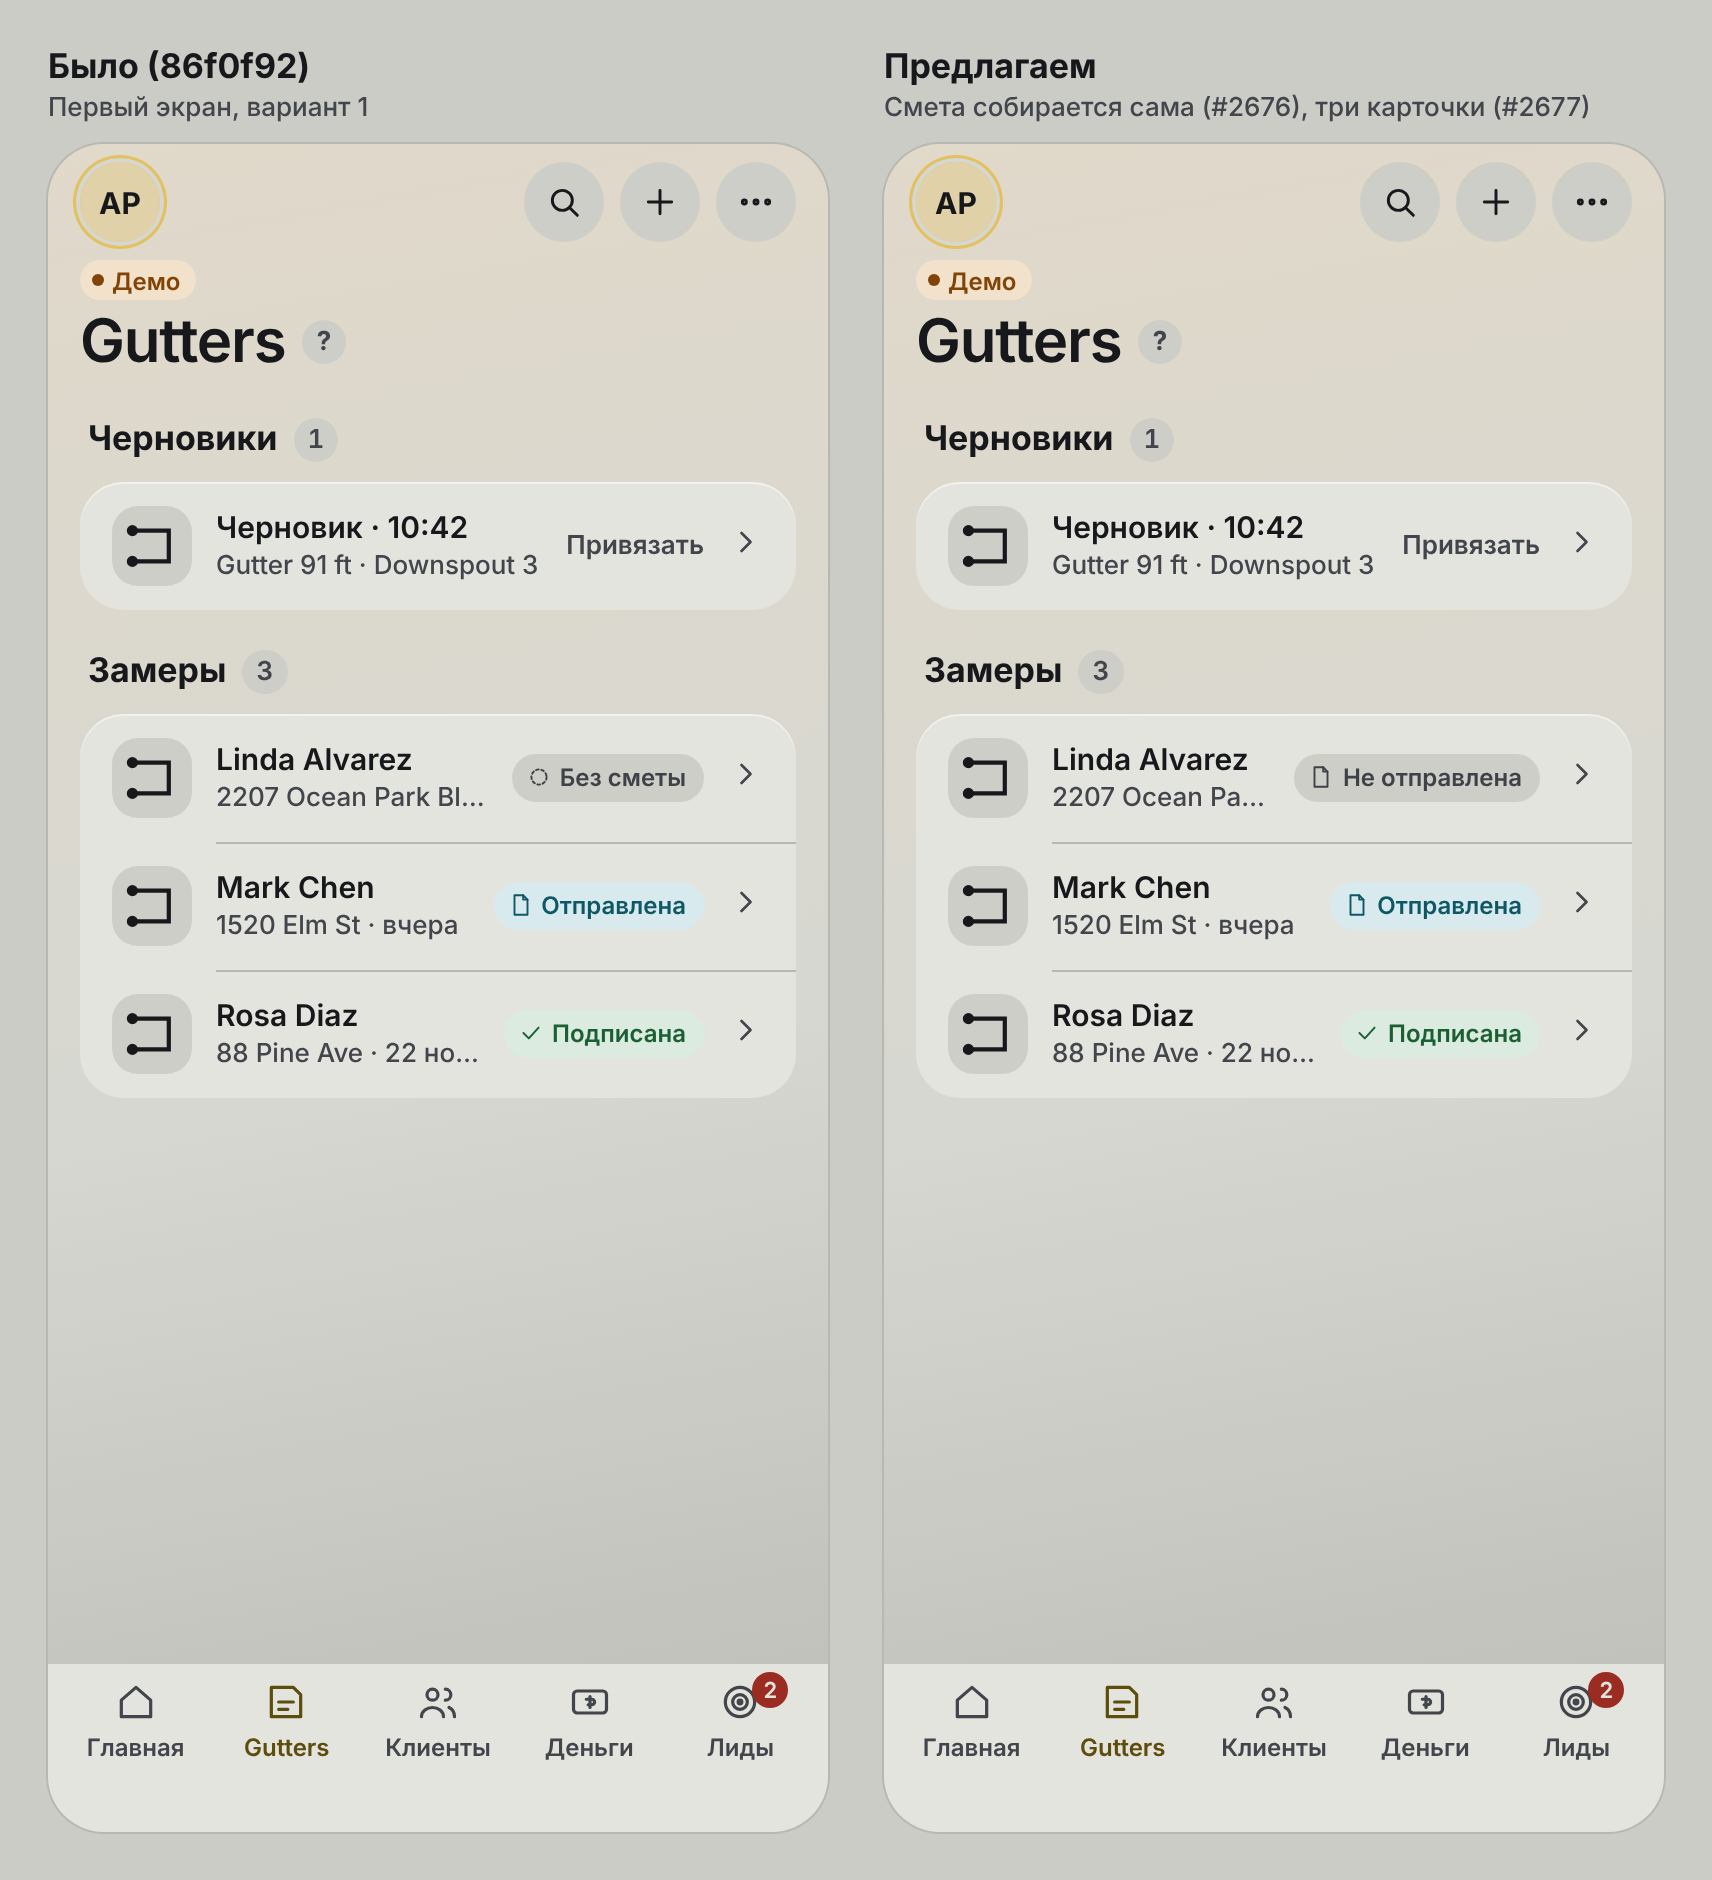 Было (86f0f92)
Первый экран, вариант 1
AP
Демо
Gutters ?
Черновики 1
Черновик · 10:42
Gutter 91 ft · Downspout 3
Привязать
Замеры 3
Linda Alvarez
2207 Ocean Park Bl...
Без сметы
Mark Chen
1520 Elm St · вчера
Отправлена
Rosa Diaz
88 Pine Ave · 22 но...
Подписана
2
Главная Gutters Клиенты Деньги Лиды
Предлагаем
Смета собирается сама (#2676), три карточки (#2677)
AP
Демо
Gutters ?
Черновики 1
Черновик · 10:42
Gutter 91 ft · Downspout 3
Привязать
Замеры 3
Linda Alvarez
2207 Ocean Pa...
Не отправлена
Mark Chen
1520 Elm St · вчера
Отправлена
Rosa Diaz
88 Pine Ave · 22 но...
Подписана
2
Главная Gutters Клиенты Деньги Лиды